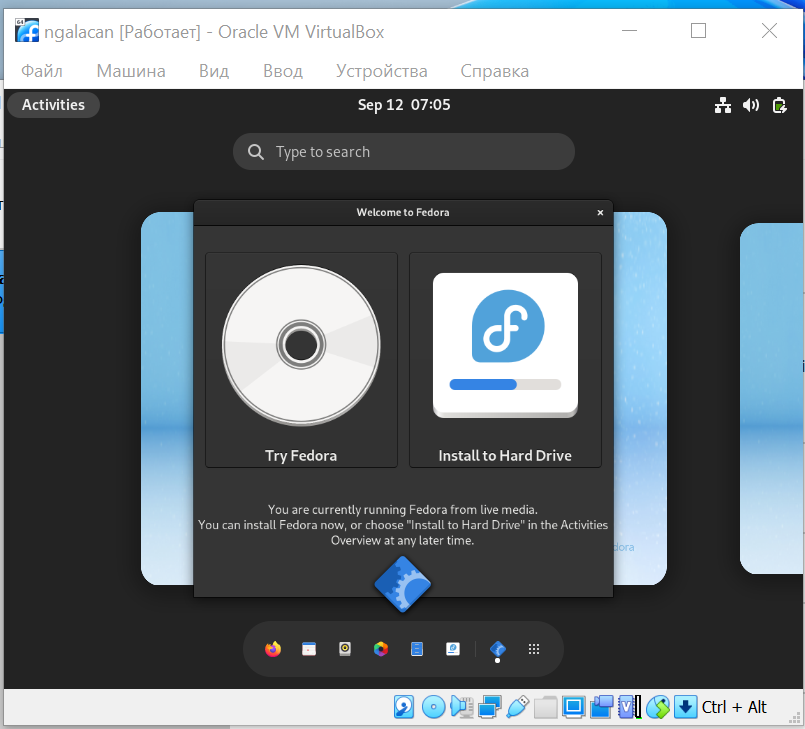 ngalacan [Работает] - Oracle VM VirtualBox
Файл Машина Вид Ввод Устройства Справка
Activities Sep 12 07:05
Type to search
Welcome to Fedora
Try Fedora Install to Hard Drive
You are currently running Fedora from live media.
You can install Fedora now, or choose "Install to Hard Drive" in the Activities
Overview at any later time.
Ctrl + Alt